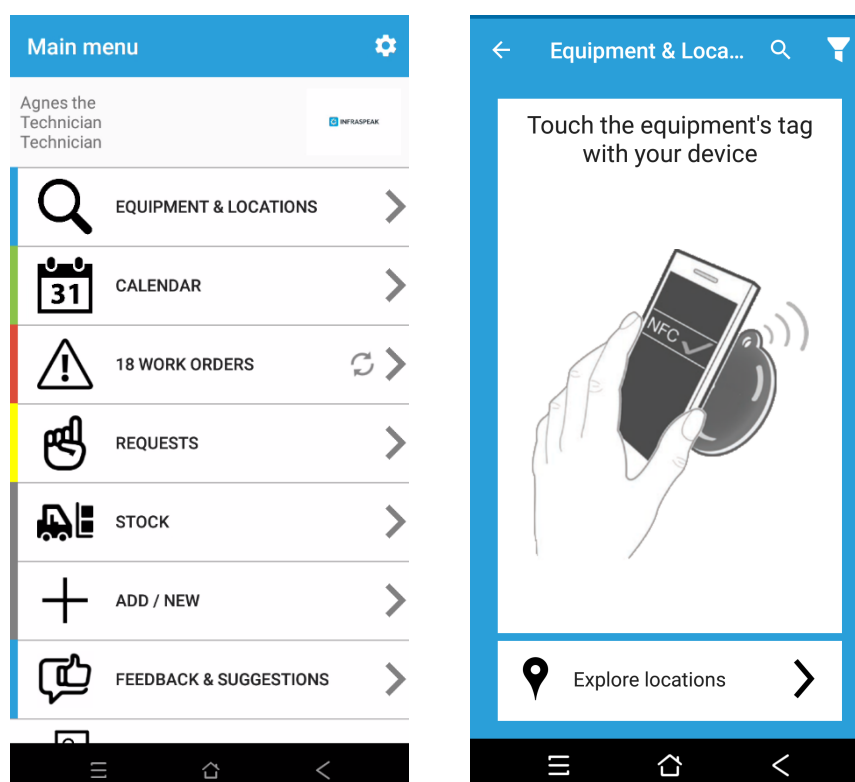 Main menu
Agnes the
Technician
Technician
INFRASPEAK
EQUIPMENT & LOCATIONS
31
CALENDAR
18 WORK ORDERS
REQUESTS
STOCK
ADD / NEW
FEEDBACK & SUGGESTIONS
Equipment & Loca...
Touch the equipment's tag
with your device
NFC
Explore locations